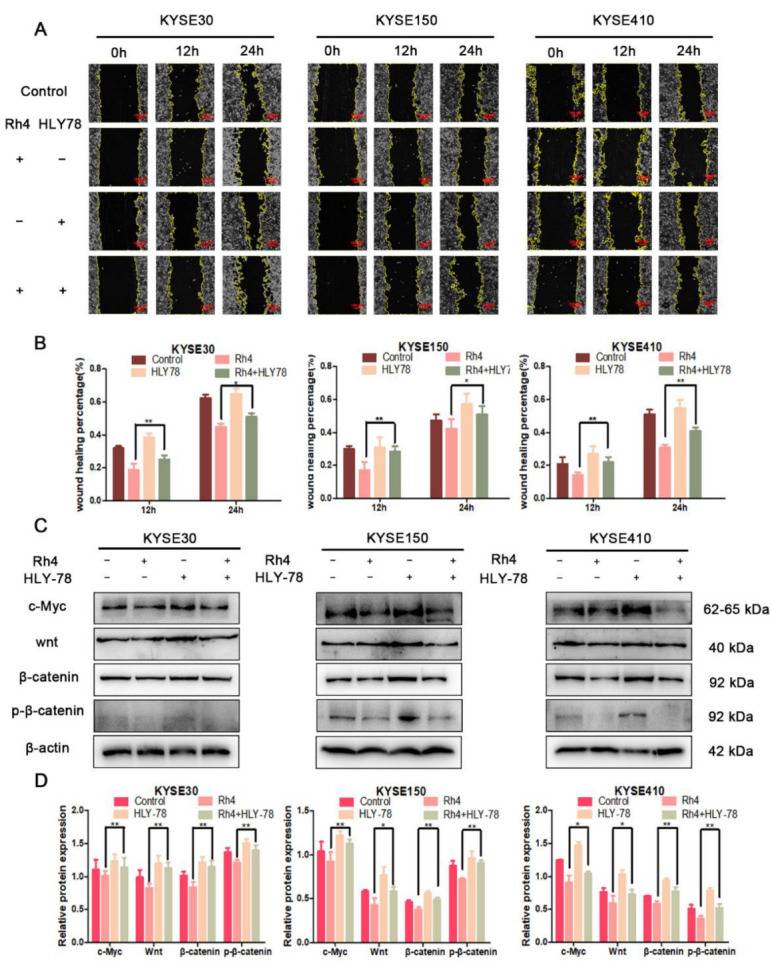 A
KYSE30 KYSE150 KYSE410
0h 12h 24h 0h 12h 24h 0h 12h 24h
Control
Rh4 HLY78
+ −
− +
+ +
B
KYSE30
Control Rh4
HLY78 Rh4+HLY78
wound healing percentage(%)
0.8
0.6
0.4
0.2
0.0
** *
12h 24h
KYSE150
Control Rh4
HLY78 Rh4+HLY7
wound healing percentage(%)
0.8
0.6
0.4
0.2
0.0
** *
12h 24h
KYSE410
Control Rh4
HLY78 Rh4+HLY78
wound healing percentage(%)
0.8
0.6
0.4
0.2
0.0
** **
12h 24h
C
KYSE30 KYSE150 KYSE410
Rh4 − + − + Rh4 − + − + Rh4 − + − +
HLY-78 − − + + HLY-78 − − + + HLY-78 − − + +
c-Myc 62-65 kDa
wnt 40 kDa
β-catenin 92 kDa
p-β-catenin 92 kDa
β-actin 42 kDa
D
KYSE30
Control Rh4
HLY-78 Rh4+HLY-78
Relative protein expression
2.0
1.5
1.0
0.5
0.0
** ** ** **
c-Myc Wnt β-catenin p-β-catenin
KYSE150
Control Rh4
HLY-78 Rh4+HLY-78
Relative protein expression
1.5
1.0
0.5
0.0
** * ** **
c-Myc Wnt β-catenin p-β-catenin
KYSE410
Control Rh4
HLY-78 Rh4+HLY-78
Relative protein expression
2.0
1.5
1.0
0.5
0.0
* * ** **
c-Myc Wnt β-catenin p-β-catenin